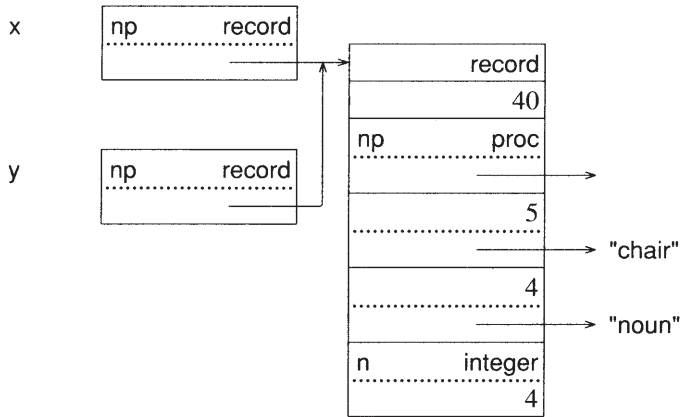 x
np record
record
40
np proc
y
np record
5
"chair"
4
"noun"
n integer
4